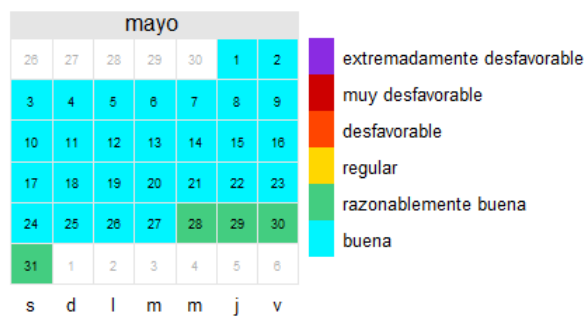 mayo
26 27 28 29 30 1 2
3 4 5 6 7 8 9
10 11 12 13 14 15 16
17 18 19 20 21 22 23
24 25 26 27 28 29 30
31 1 2 3 4 5 6
s d l m m j v
extremadamente desfavorable
muy desfavorable
desfavorable
regular
razonablemente buena
buena